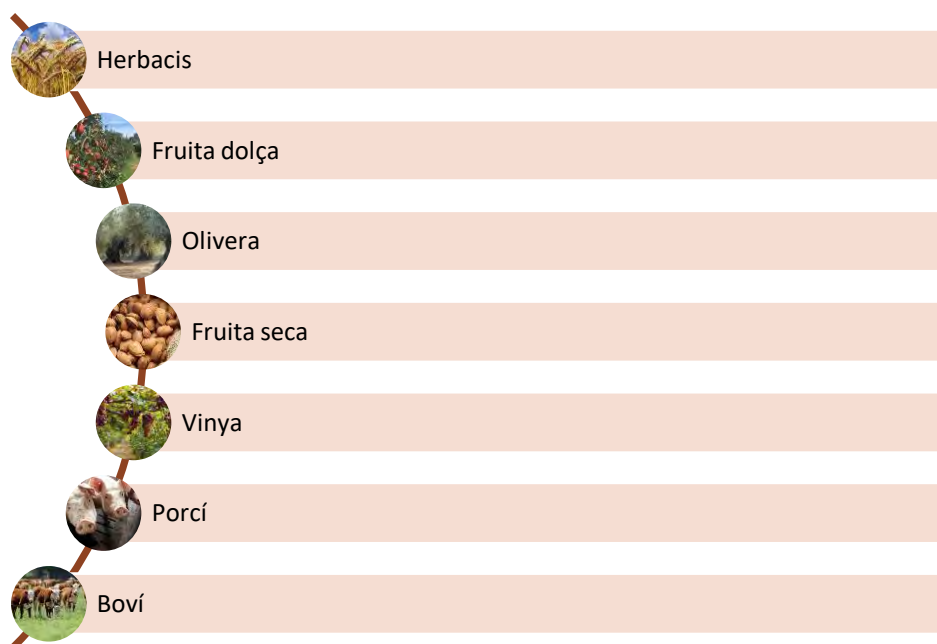 Herbacis
Fruita dolça
Olivera
Fruita seca
Vinya
Porcí
Boví